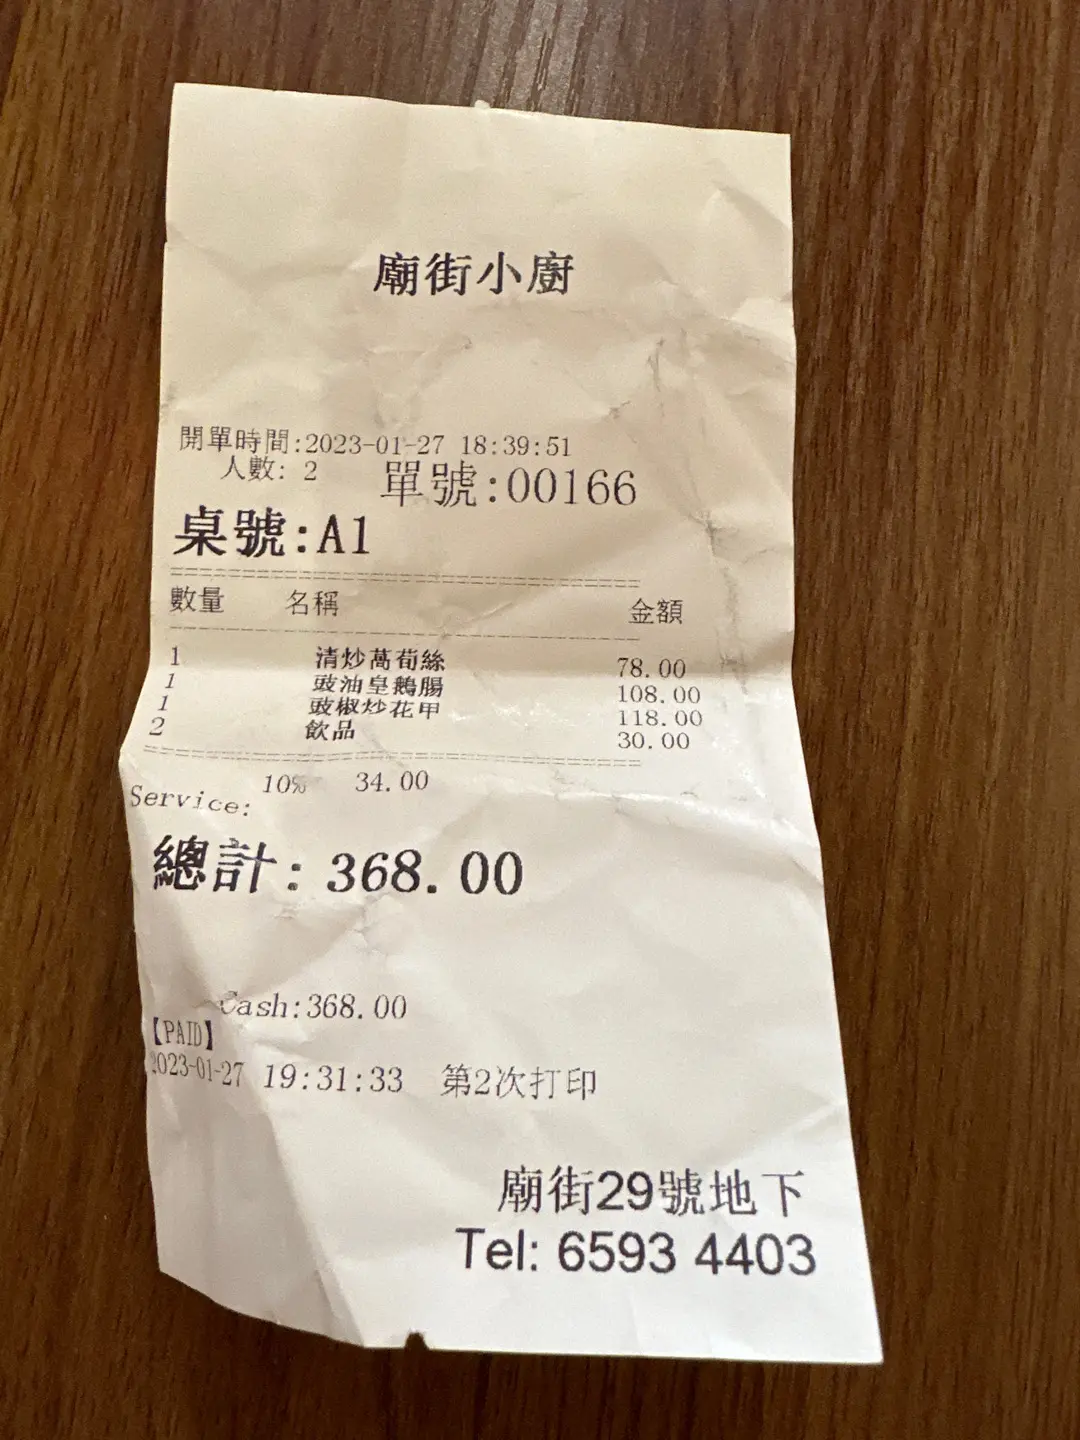 廟街小廚
開單時間:2023-01-27 18:39:51
人數: 2 單號:00166
桌號:A1
數量 名稱 金額
1 清炒萵筍絲 78.00
1 豉油皇鵝腸 108.00
1 豉椒炒花甲 118.00
2 飲品 30.00
Service: 10% 34.00
總計: 368.00
Cash:368.00
【PAID】
2023-01-27 19:31:33 第2次打印
廟街29號地下
Tel: 6593 4403